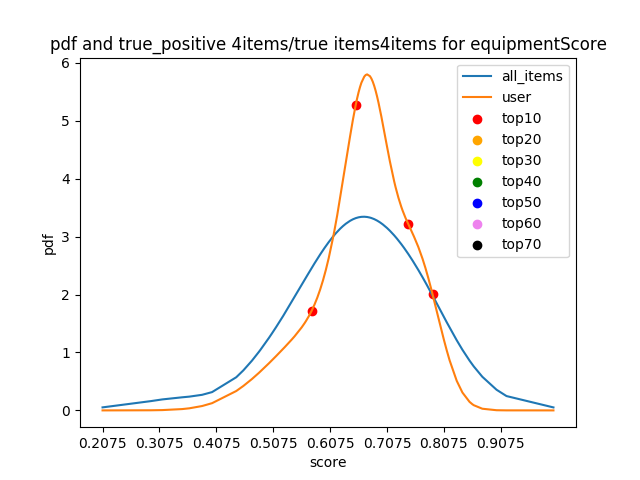 pdf and true_positive 4items/true items4items for equipmentScore
6
5
4
3
2
1
0
pdf
0.2075 0.3075 0.4075 0.5075 0.6075 0.7075 0.8075 0.9075
score
all_items
user
top10
top20
top30
top40
top50
top60
top70